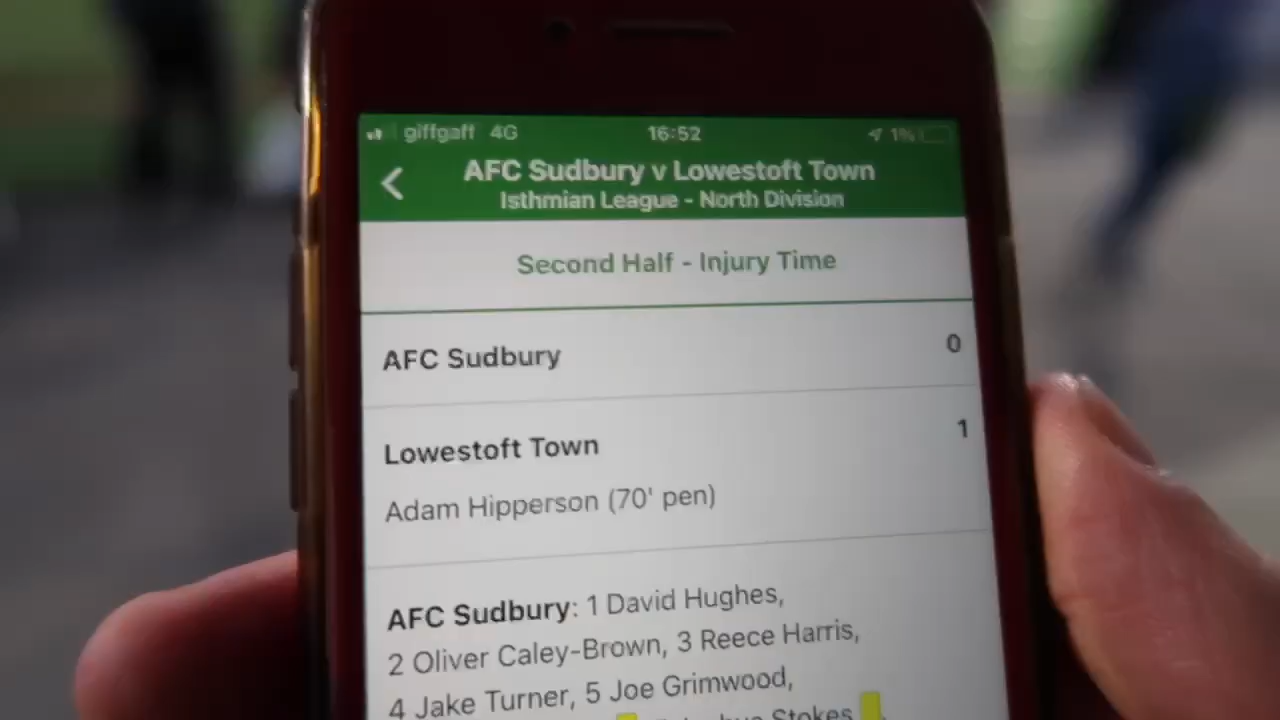 giffgaff 4G 16:52 1%
AFC Sudbury v Lowestoft Town
Isthmian League - North Division
Second Half - Injury Time
AFC Sudbury 0
Lowestoft Town 1
Adam Hipperson (70' pen)
AFC Sudbury: 1 David Hughes,
2 Oliver Caley-Brown, 3 Reece Harris,
4 Jake Turner, 5 Joe Grimwood,
Stokes